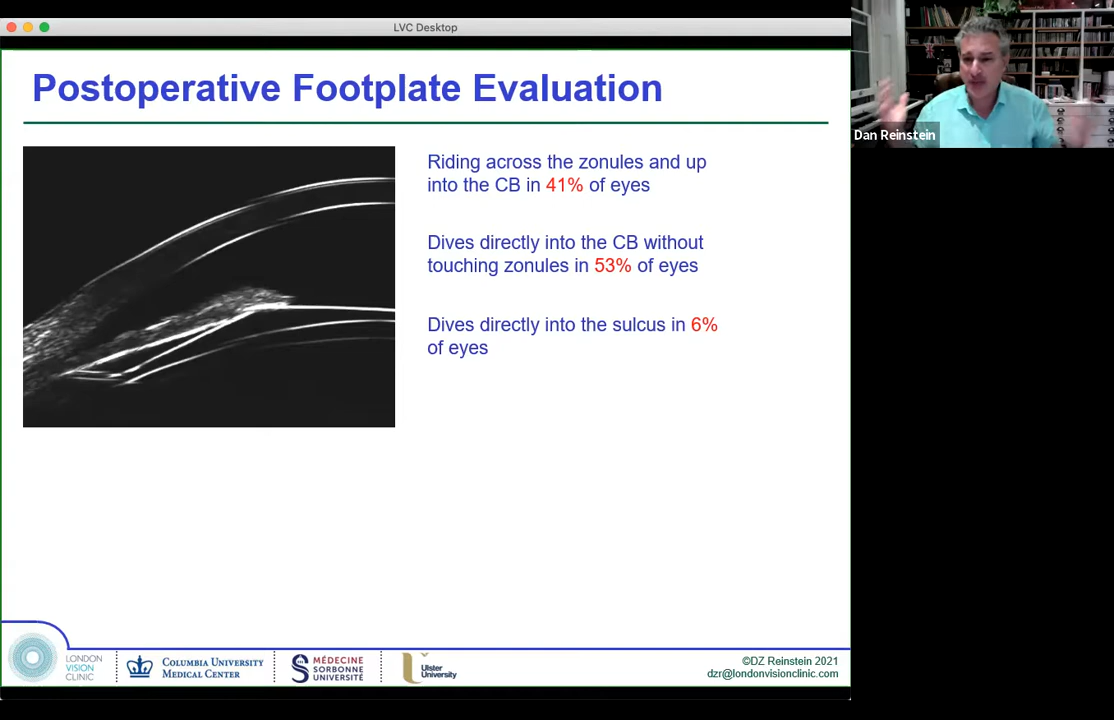 LVC Desktop
Postoperative Footplate Evaluation
Riding across the zonules and up
into the CB in 41% of eyes
Dives directly into the CB without
touching zonules in 53% of eyes
Dives directly into the sulcus in 6%
of eyes
Dan Reinstein
LONDON
VISION
CLINIC
COLUMBIA UNIVERSITY
MEDICAL CENTER
MÉDECINE
SORBONNE
UNIVERSITÉ
Ulster
University
©DZ Reinstein 2021
dzr@londonvisionclinic.com